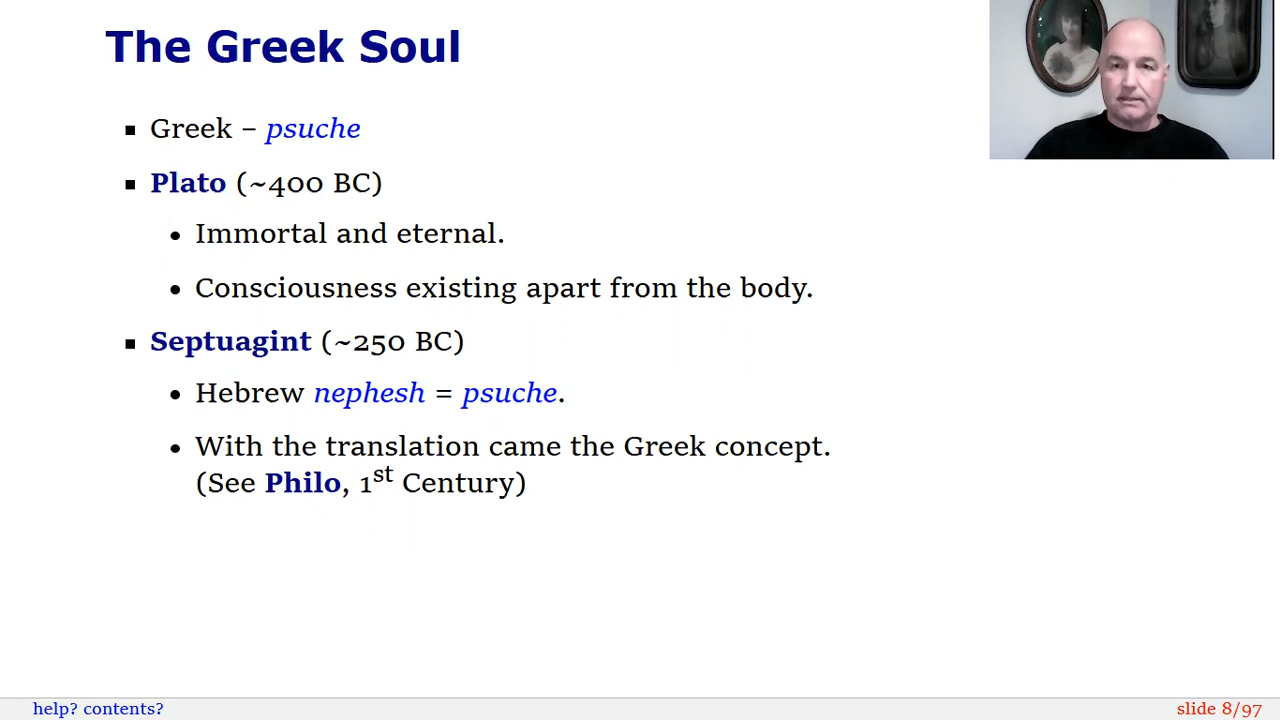 The Greek Soul
Greek – psuche
Plato (~400 BC)
Immortal and eternal.
Consciousness existing apart from the body.
Septuagint (~250 BC)
Hebrew nephesh = psuche.
With the translation came the Greek concept.
(See Philo, 1st Century)
help? contents?
slide 8/97